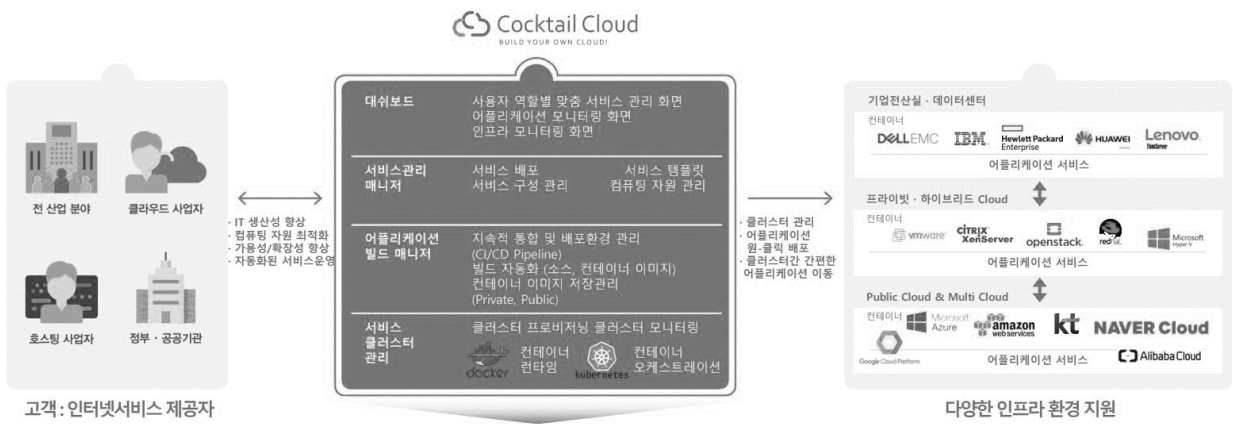 Cocktail Cloud
BUILD YOUR OWN CLOUD!
전 산업 분야
클라우드 사업자
호스팅 사업자
정부 · 공공기관
고객 : 인터넷서비스 제공자
· IT 생산성 향상
· 컴퓨팅 자원 최적화
· 가용성/확장성 향상
· 자동화된 서비스운영
대쉬보드
사용자 역할별 맞춤 서비스 관리 화면
어플리케이션 모니터링 화면
인프라 모니터링 화면
서비스관리
매니저
서비스 배포
서비스 구성 관리
서비스 템플릿
컴퓨팅 자원 관리
어플리케이션
빌드 매니저
지속적 통합 및 배포환경 관리
(CI/CD Pipeline)
빌드 자동화 (소스, 컨테이너 이미지)
컨테이너 이미지 저장관리
(Private, Public)
서비스
클러스터
관리
클러스터 프로비저닝 클러스터 모니터링
docker
컨테이너
런타임
kubernetes
컨테이너
오케스트레이션
· 클러스터 관리
· 어플리케이션
원-클릭 배포
· 클러스터간 간편한
어플리케이션 이동
기업전산실 · 데이터센터
컨테이너
DELLEMC
IBM
Hewlett Packard
Enterprise
HUAWEI
Lenovo.
ThinkServer
어플리케이션 서비스
프라이빗 · 하이브리드 Cloud
컨테이너
vmware
CITRIX
XenServer
openstack.
redhat
Microsoft
Hyper-V
어플리케이션 서비스
Public Cloud & Multi Cloud
컨테이너
Microsoft
Azure
amazon
web services
kt
NAVER Cloud
Google Cloud Platform
어플리케이션 서비스
Alibaba Cloud
다양한 인프라 환경 지원